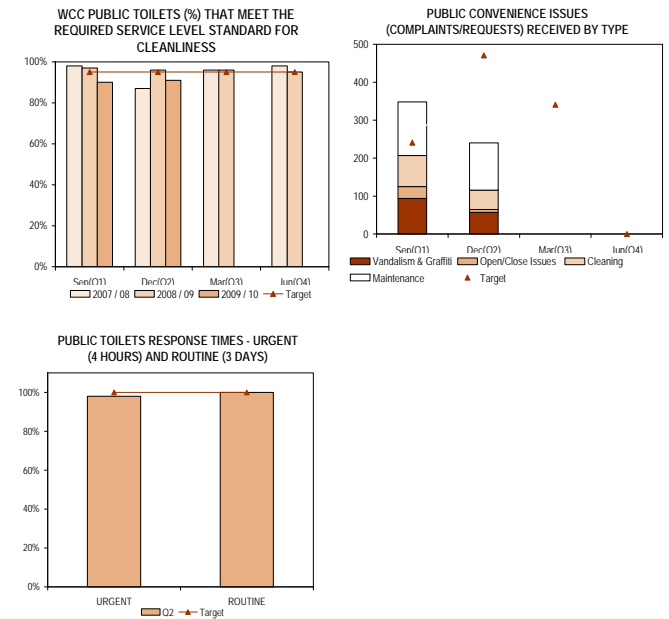 WCC PUBLIC TOILETS (%) THAT MEET THE
REQUIRED SERVICE LEVEL STANDARD FOR
CLEANLINESS
100%
80%
60%
40%
20%
0%
Sep(Q1) Dec(Q2) Mar(Q3) Jun(Q4)
2007 / 08 2008 / 09 2009 / 10 Target
PUBLIC CONVENIENCE ISSUES
(COMPLAINTS/REQUESTS) RECEIVED BY TYPE
500
400
300
200
100
0
Sep(Q1) Dec(Q2) Mar(Q3) Jun(Q4)
Vandalism & Graffiti Open/Close Issues Cleaning
Maintenance Target
PUBLIC TOILETS RESPONSE TIMES - URGENT
(4 HOURS) AND ROUTINE (3 DAYS)
100%
80%
60%
40%
20%
0%
URGENT ROUTINE
Q2 Target